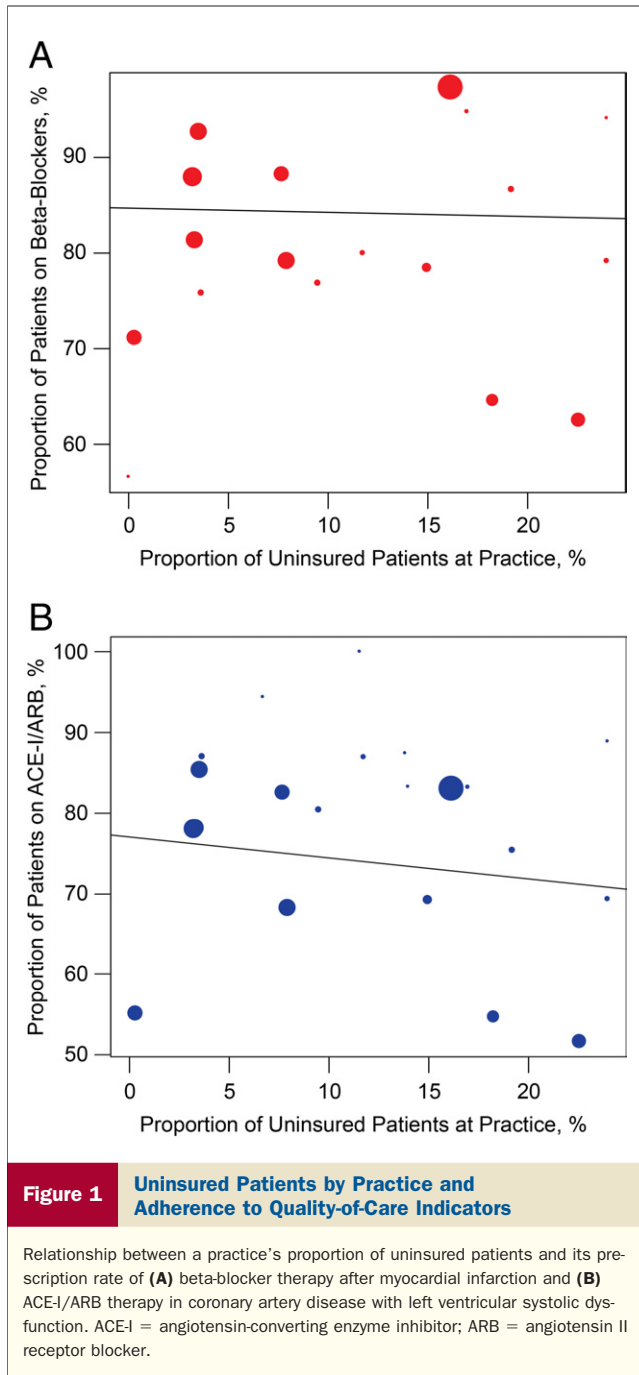 A
Proportion of Patients on Beta-Blockers, %
90
80
70
60
0 5 10 15 20
Proportion of Uninsured Patients at Practice, %
B
Proportion of Patients on ACE-I/ARB, %
100
90
80
70
60
50
0 5 10 15 20
Proportion of Uninsured Patients at Practice, %
Figure 1
Uninsured Patients by Practice and
Adherence to Quality-of-Care Indicators
Relationship between a practice's proportion of uninsured patients and its pre-
scription rate of (A) beta-blocker therapy after myocardial infarction and (B)
ACE-I/ARB therapy in coronary artery disease with left ventricular systolic dys-
function. ACE-I = angiotensin-converting enzyme inhibitor; ARB = angiotensin II
receptor blocker.